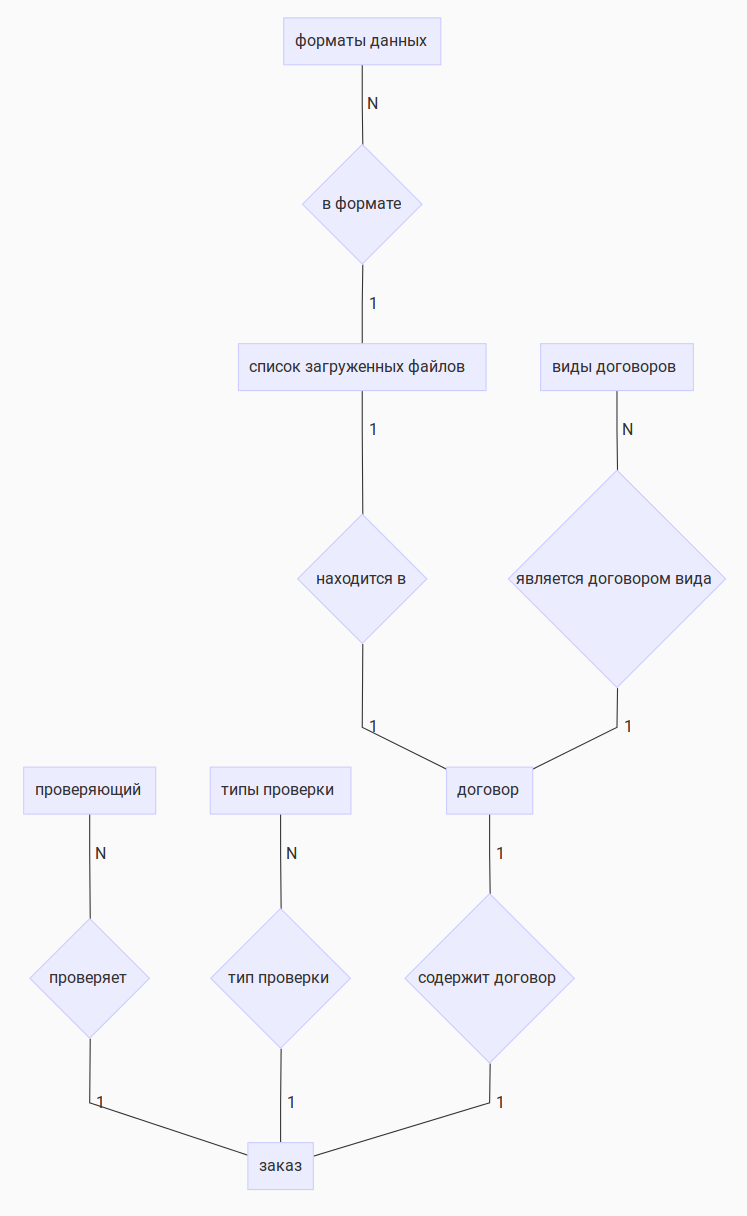 форматы данных
N
в формате
1
список загруженных файлов
виды договоров
1
N
находится в
является договором вида
1
1
проверяющий
типы проверки
договор
N
N
1
проверяет
тип проверки
содержит договор
1
1
1
заказ